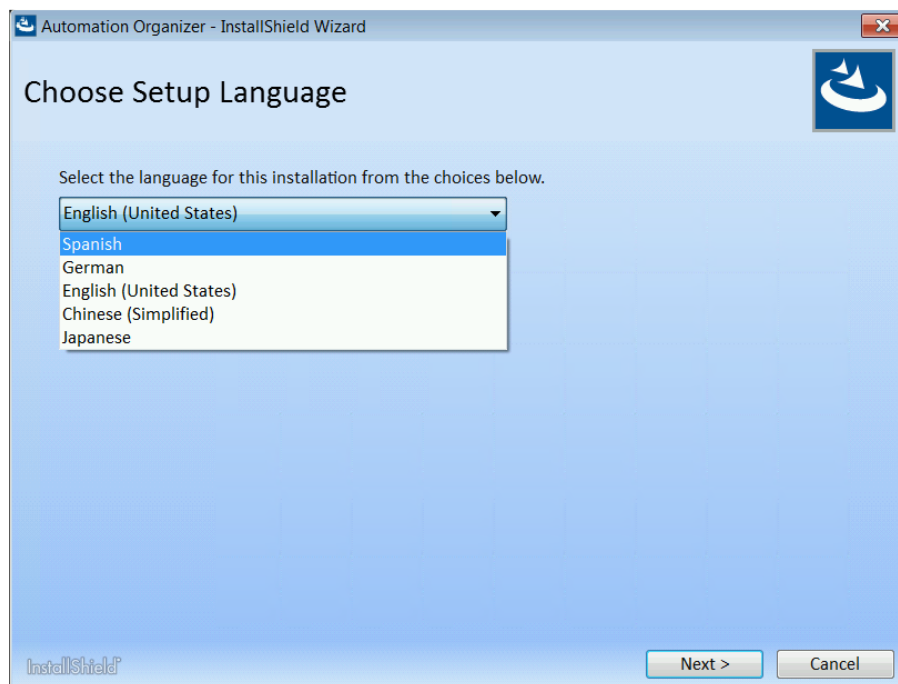 Automation Organizer - InstallShield Wizard
Choose Setup Language
Select the language for this installation from the choices below.
English (United States)
Spanish
German
English (United States)
Chinese (Simplified)
Japanese
InstallShield®
Next > Cancel